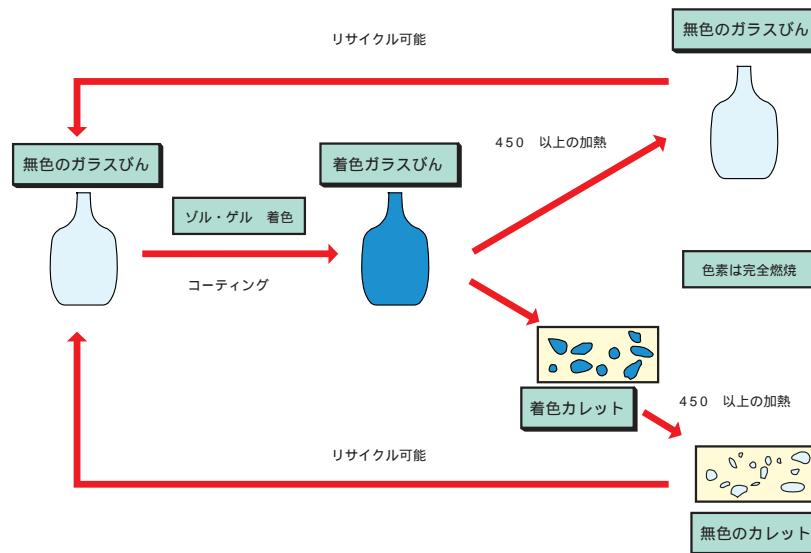 リサイクル可能
無色のガラスびん
無色のガラスびん
着色ガラスびん
450 以上の加熱
ゾル・ゲル 着色
コーティング
色素は完全燃焼
着色カレット
450 以上の加熱
リサイクル可能
無色のカレット